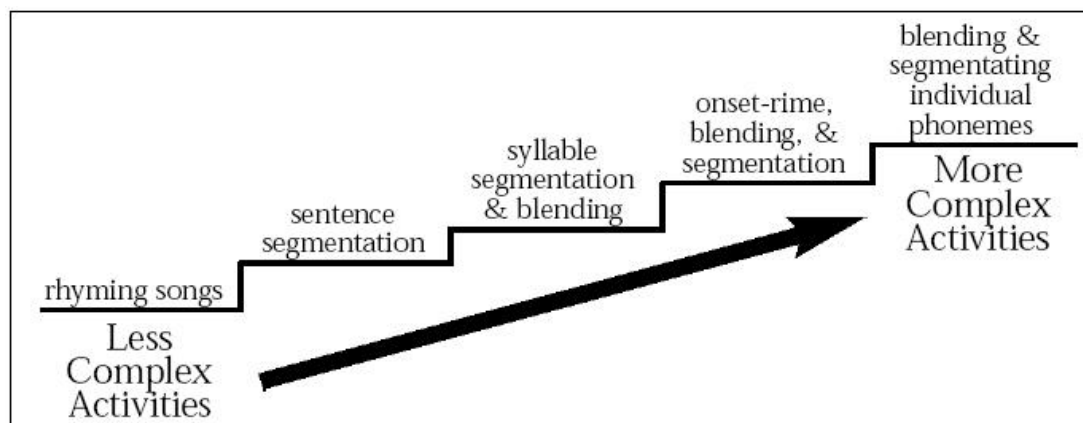 rhyming songs
Less
Complex
Activities
sentence
segmentation
syllable
segmentation
& blending
onset-rime,
blending, &
segmentation
blending &
segmentating
individual
phonemes
More
Complex
Activities